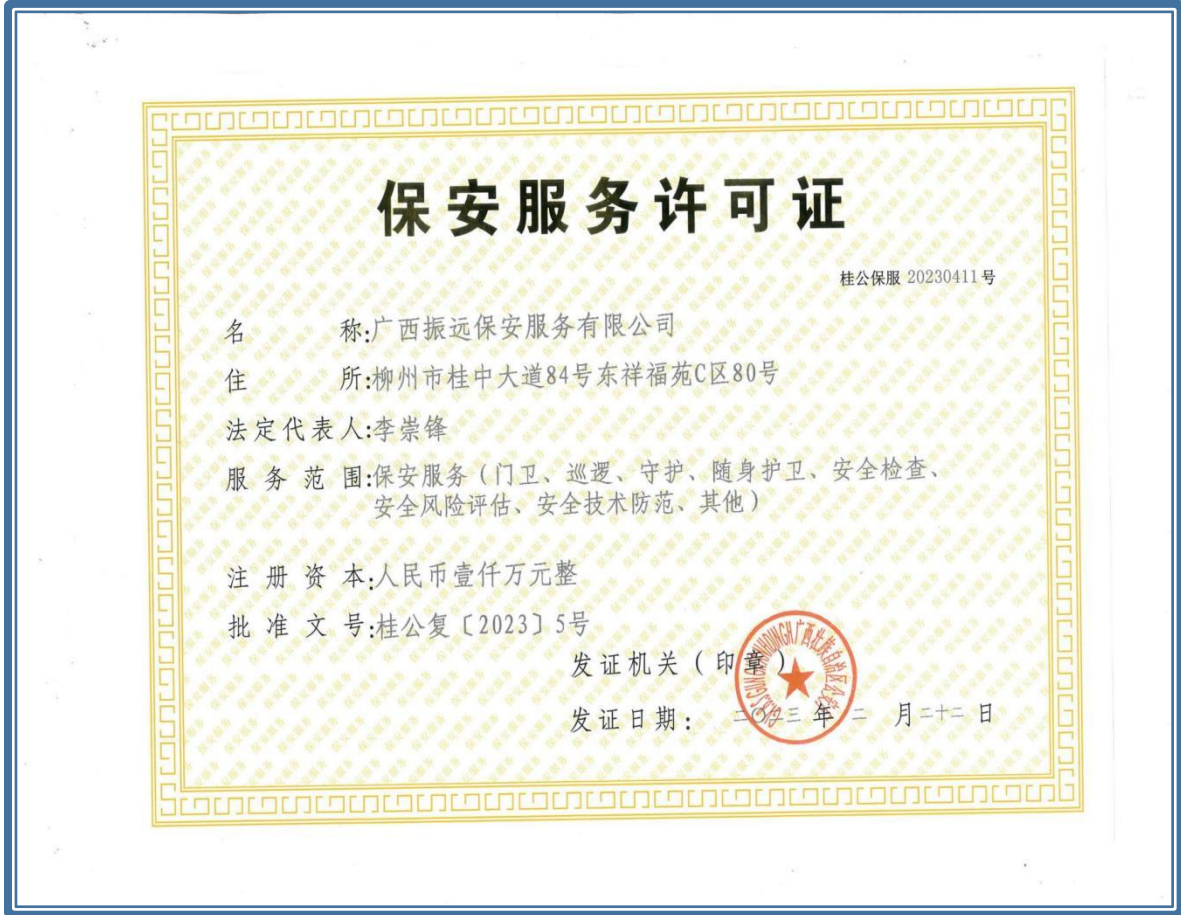 保安服务许可证
桂公保服 20230411号
名 称:广西振远保安服务有限公司
住 所:柳州市桂中大道84号东祥福苑C区80号
法定代表人:李崇锋
服务范围:保安服务(门卫、巡逻、守护、随身护卫、安全检查、
安全风险评估、安全技术防范、其他)
注册资本:人民币壹仟万元整
批准文号:桂公复〔2023〕5号
发证机关(印章)
发证日期: 二〇二三 年 二 月 二十二 日